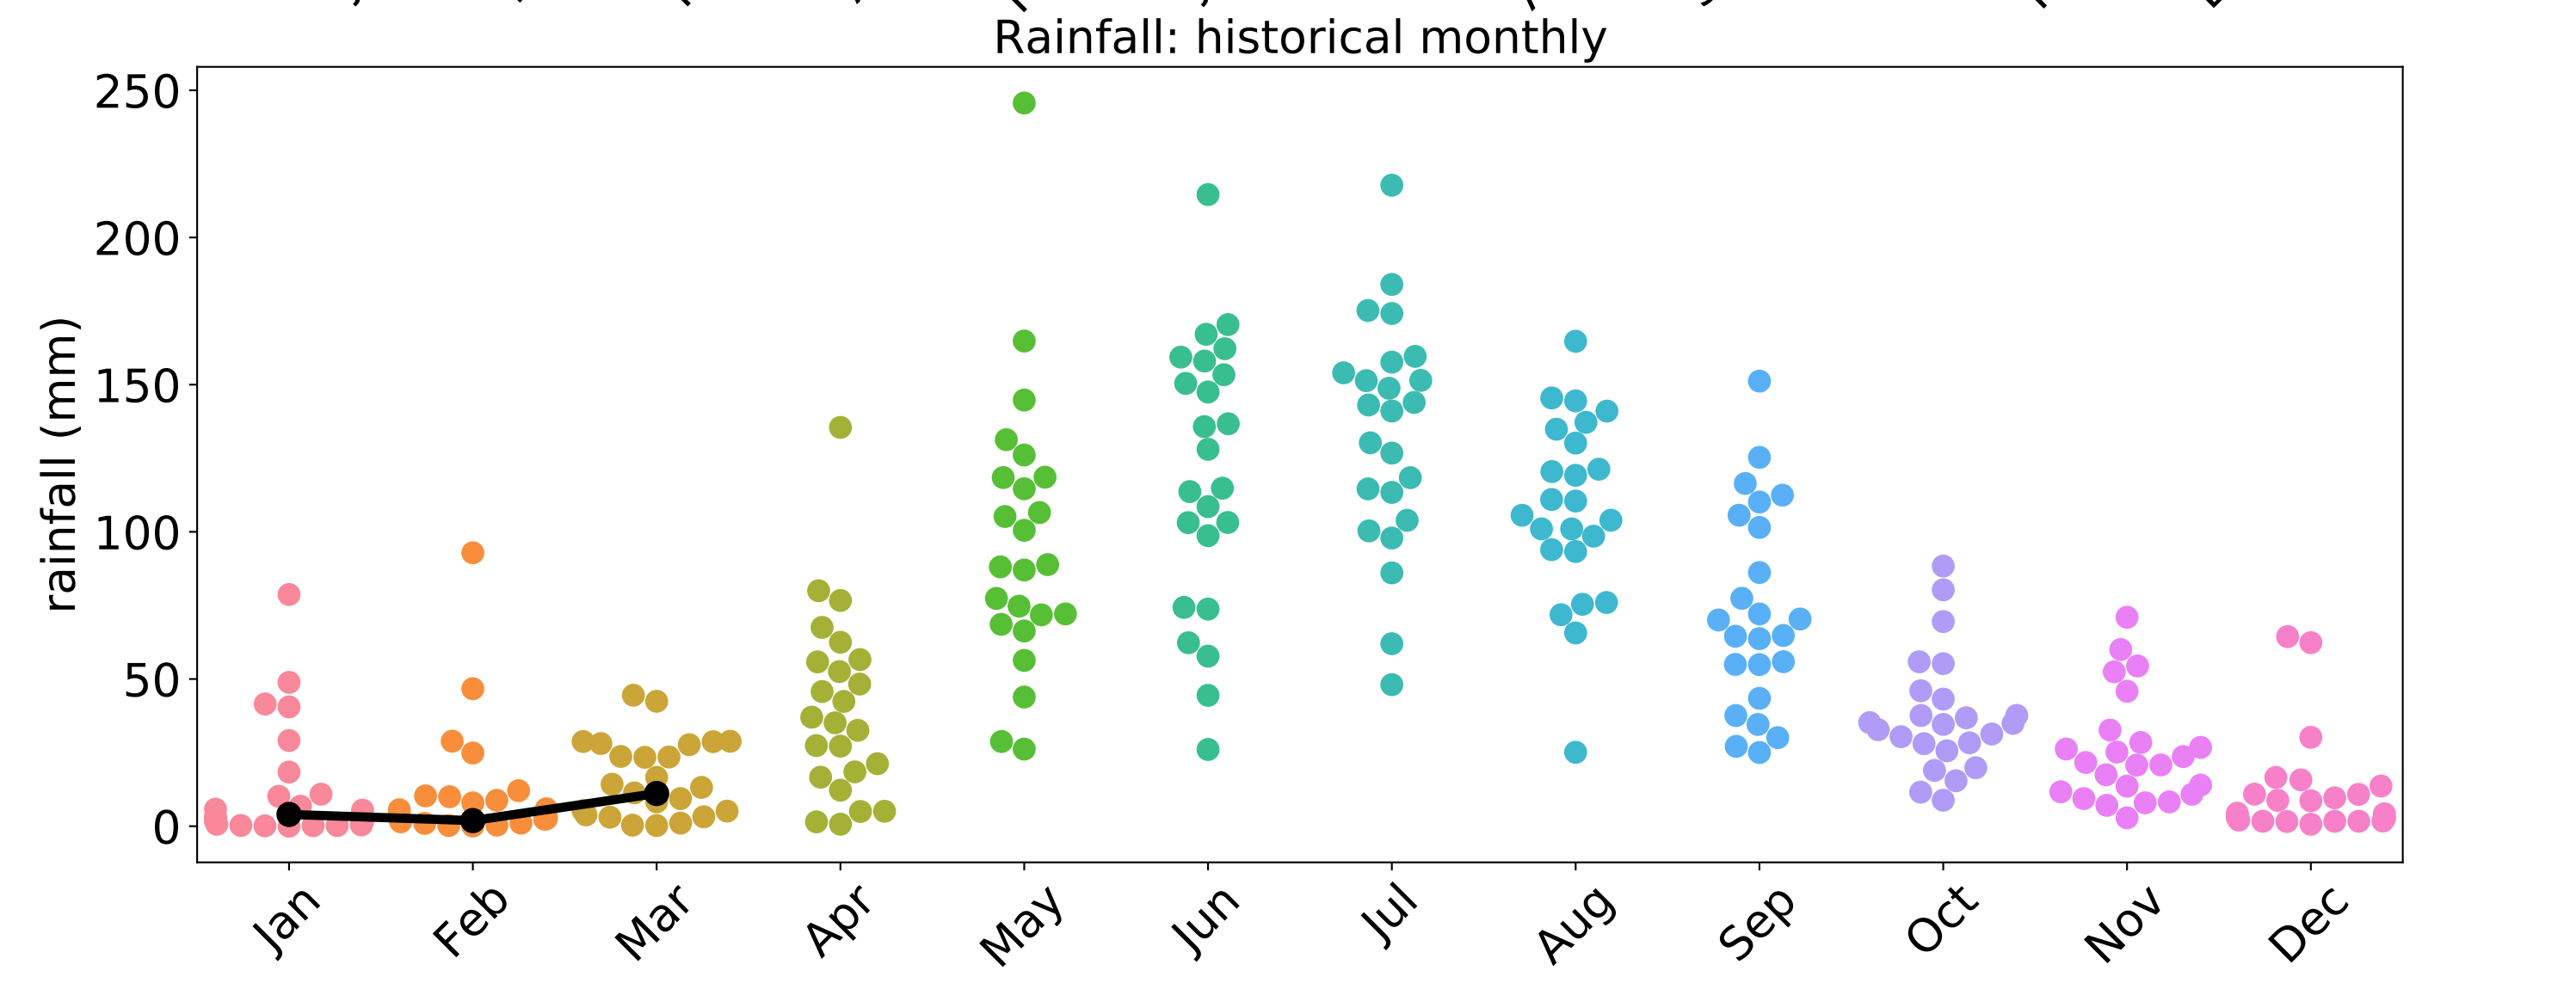 Rainfall: historical monthly
rainfall (mm)
250
200
150
100
50
0
Jan
Feb
Mar
Apr
May
Jun
Jul
Aug
Sep
Oct
Nov
Dec